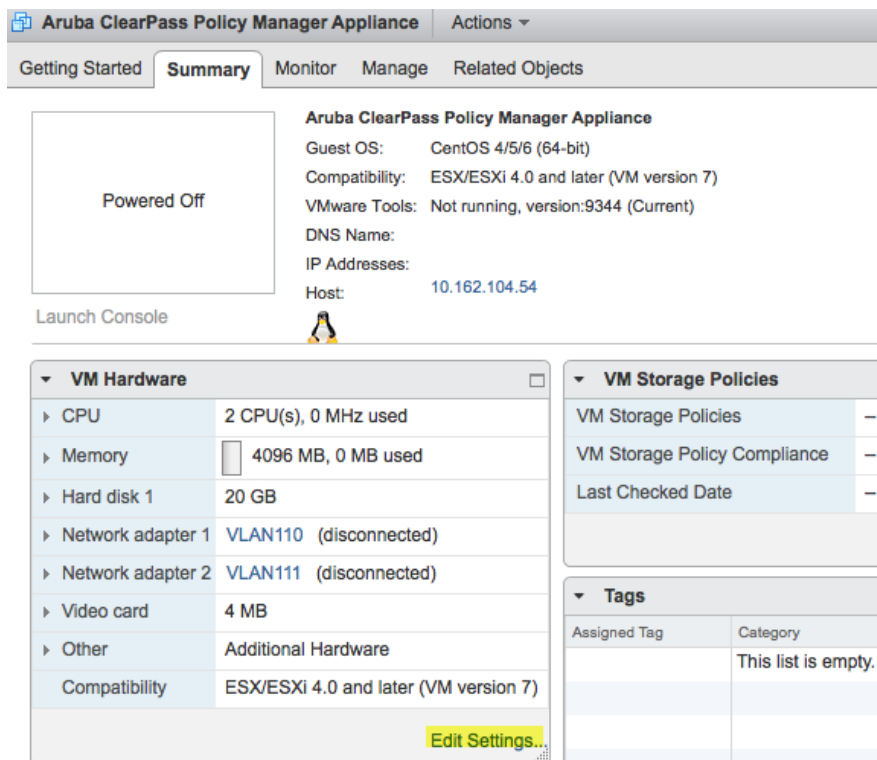 Aruba ClearPass Policy Manager Appliance Actions
Getting Started Summary Monitor Manage Related Objects
Powered Off
Launch Console
Aruba ClearPass Policy Manager Appliance
Guest OS: CentOS 4/5/6 (64-bit)
Compatibility: ESX/ESXi 4.0 and later (VM version 7)
VMware Tools: Not running, version:9344 (Current)
DNS Name:
IP Addresses:
Host: 10.162.104.54
VM Hardware
CPU 2 CPU(s), 0 MHz used
Memory 4096 MB, 0 MB used
Hard disk 1 20 GB
Network adapter 1 VLAN110 (disconnected)
Network adapter 2 VLAN111 (disconnected)
Video card 4 MB
Other Additional Hardware
Compatibility ESX/ESXi 4.0 and later (VM version 7)
Edit Settings...
VM Storage Policies
VM Storage Policies --
VM Storage Policy Compliance --
Last Checked Date --
Tags
Assigned Tag Category
This list is empty.